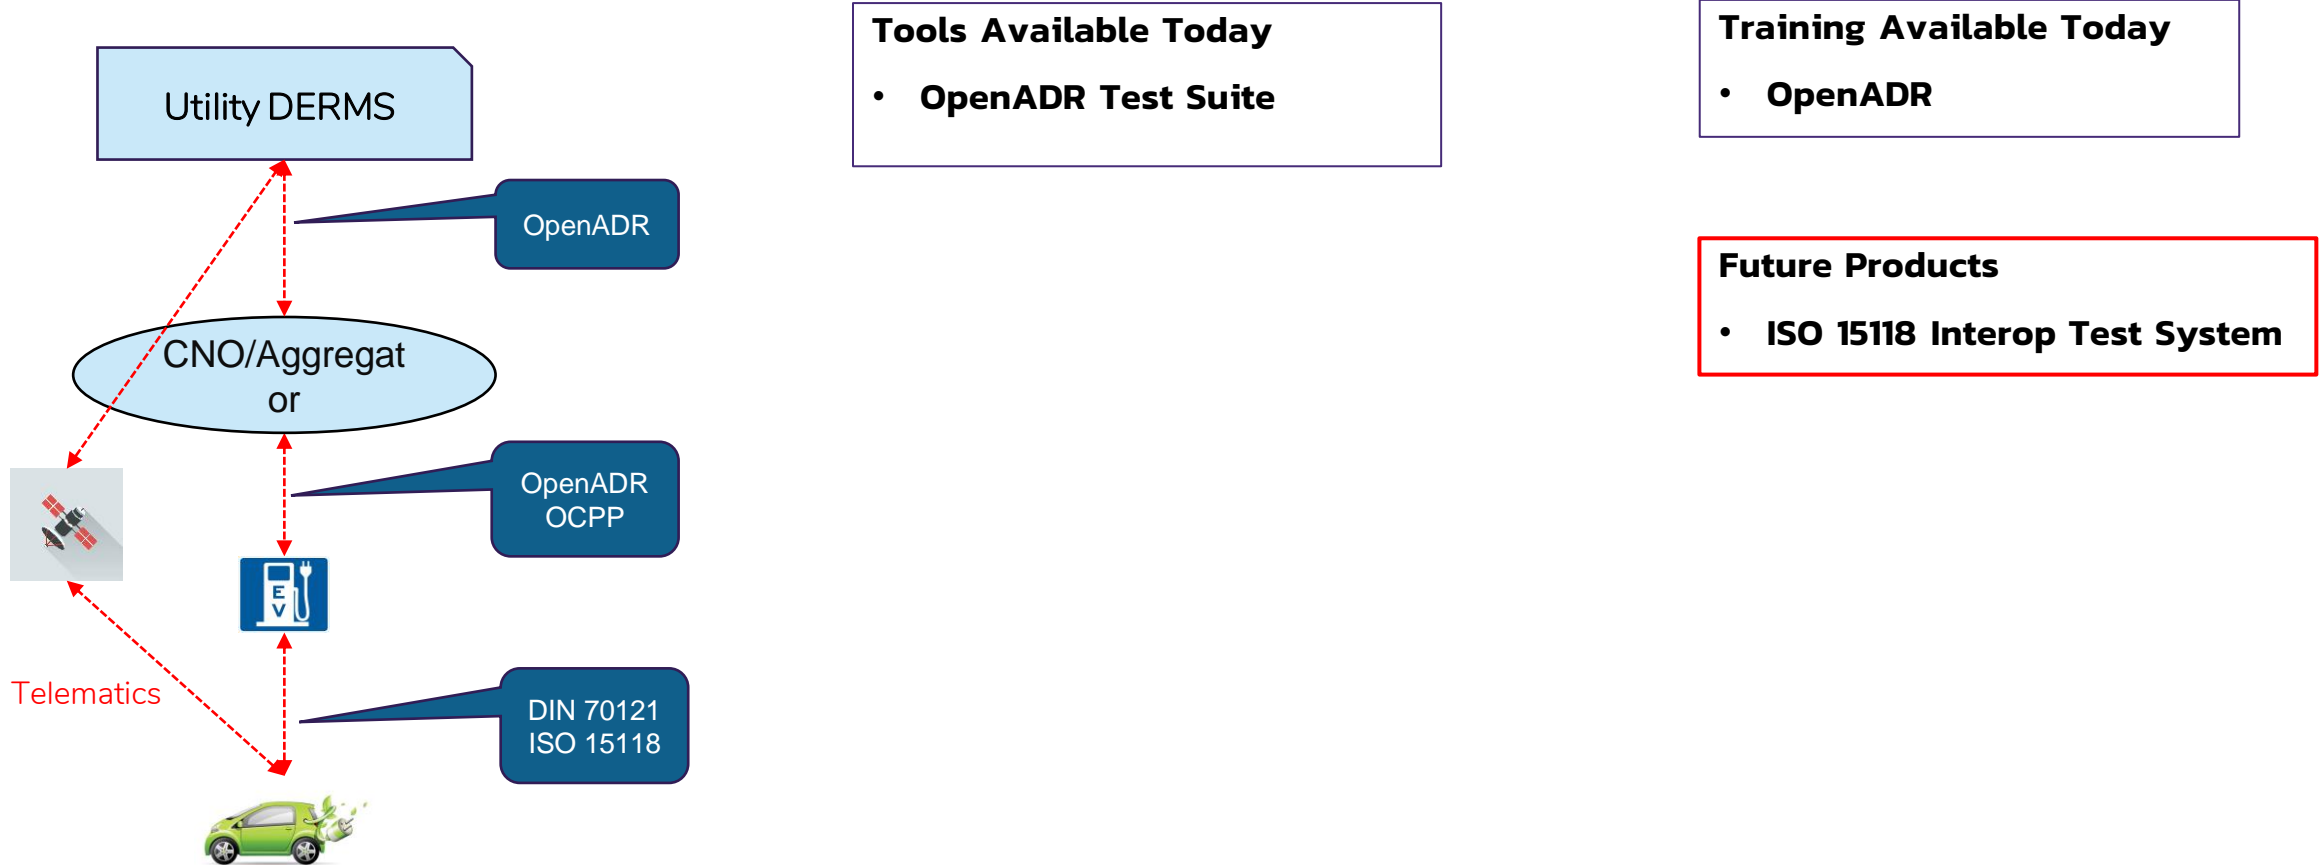 Utility DERMS
OpenADR
CNO/Aggregat
or
OpenADR
OCPP
E
V
Telematics
DIN 70121
ISO 15118
Tools Available Today
• OpenADR Test Suite
Training Available Today
• OpenADR
Future Products
• ISO 15118 Interop Test System